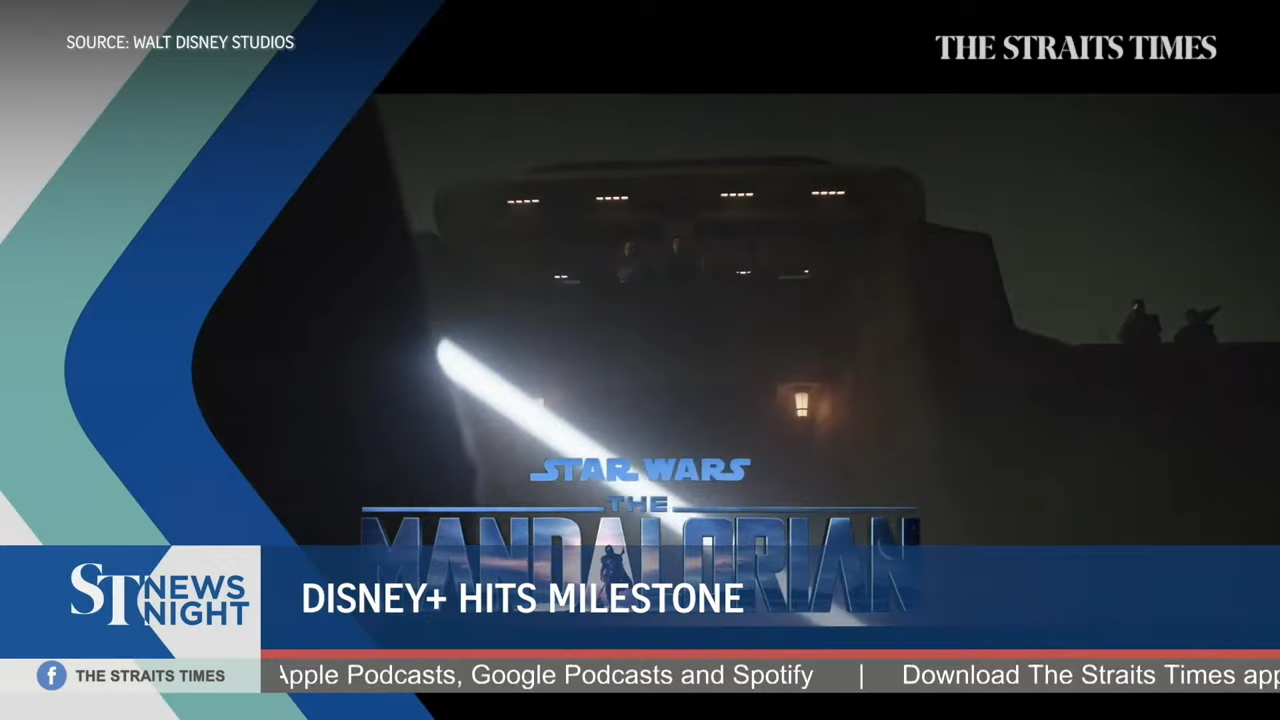 SOURCE: WALT DISNEY STUDIOS
THE STRAITS TIMES
STAR WARS
THE
MANDALORIAN
ST NEWS NIGHT
DISNEY+ HITS MILESTONE
f THE STRAITS TIMES
Apple Podcasts, Google Podcasts and Spotify | Download The Straits Times app